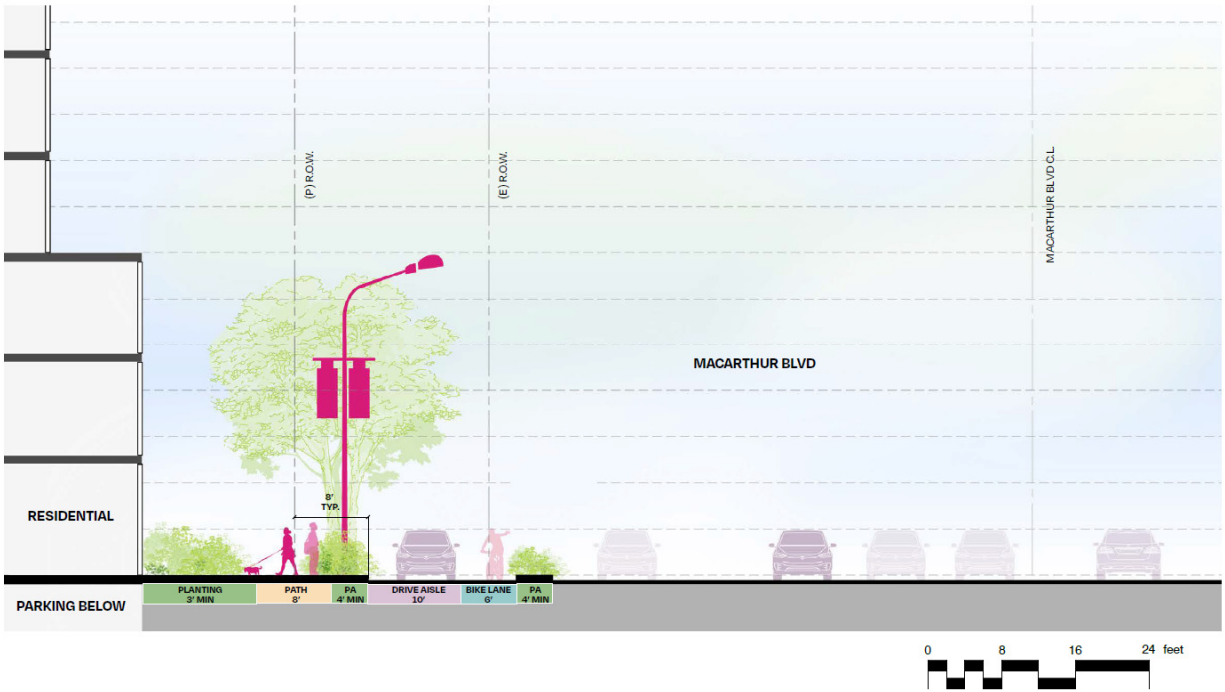 (P) R.O.W.
(E) R.O.W.
MACARTHUR BLVD C.L.
MACARTHUR BLVD
8'
TYP.
RESIDENTIAL
PARKING BELOW
PLANTING
3' MIN
PATH
8'
PA
4' MIN
DRIVE AISLE
10'
BIKE LANE
6'
PA
4' MIN
0 8 16 24 feet